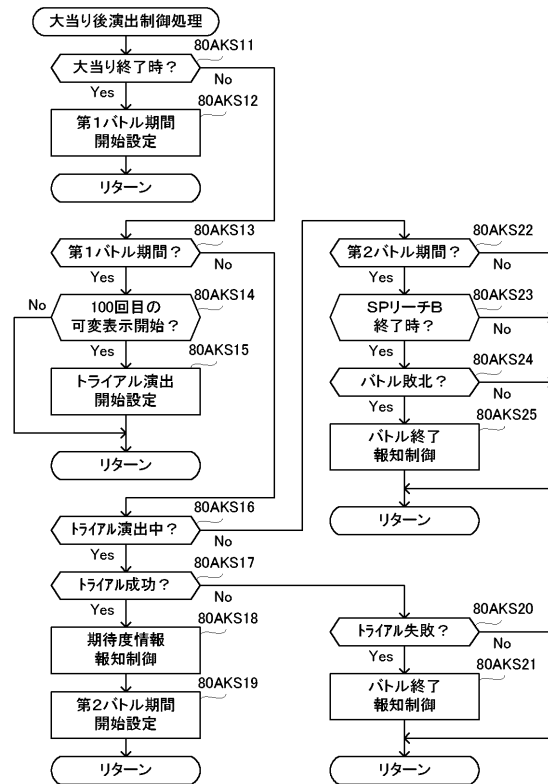 大当り後演出制御処理
80AKS11
大当り終了時？
Yes
No
80AKS12
第１バトル期間
開始設定
リターン
80AKS13
第１バトル期間？
Yes
No
80AKS14
100回目の
可変表示開始？
No
Yes
80AKS15
トライアル演出
開始設定
リターン
80AKS16
トライアル演出中？
Yes
No
80AKS17
トライアル成功？
Yes
No
80AKS18
期待度情報
報知制御
80AKS19
第２バトル期間
開始設定
リターン
80AKS22
第２バトル期間？
Yes
No
80AKS23
SPリーチB
終了時？
Yes
No
80AKS24
バトル敗北？
Yes
No
80AKS25
バトル終了
報知制御
リターン
80AKS20
トライアル失敗？
Yes
No
80AKS21
バトル終了
報知制御
リターン